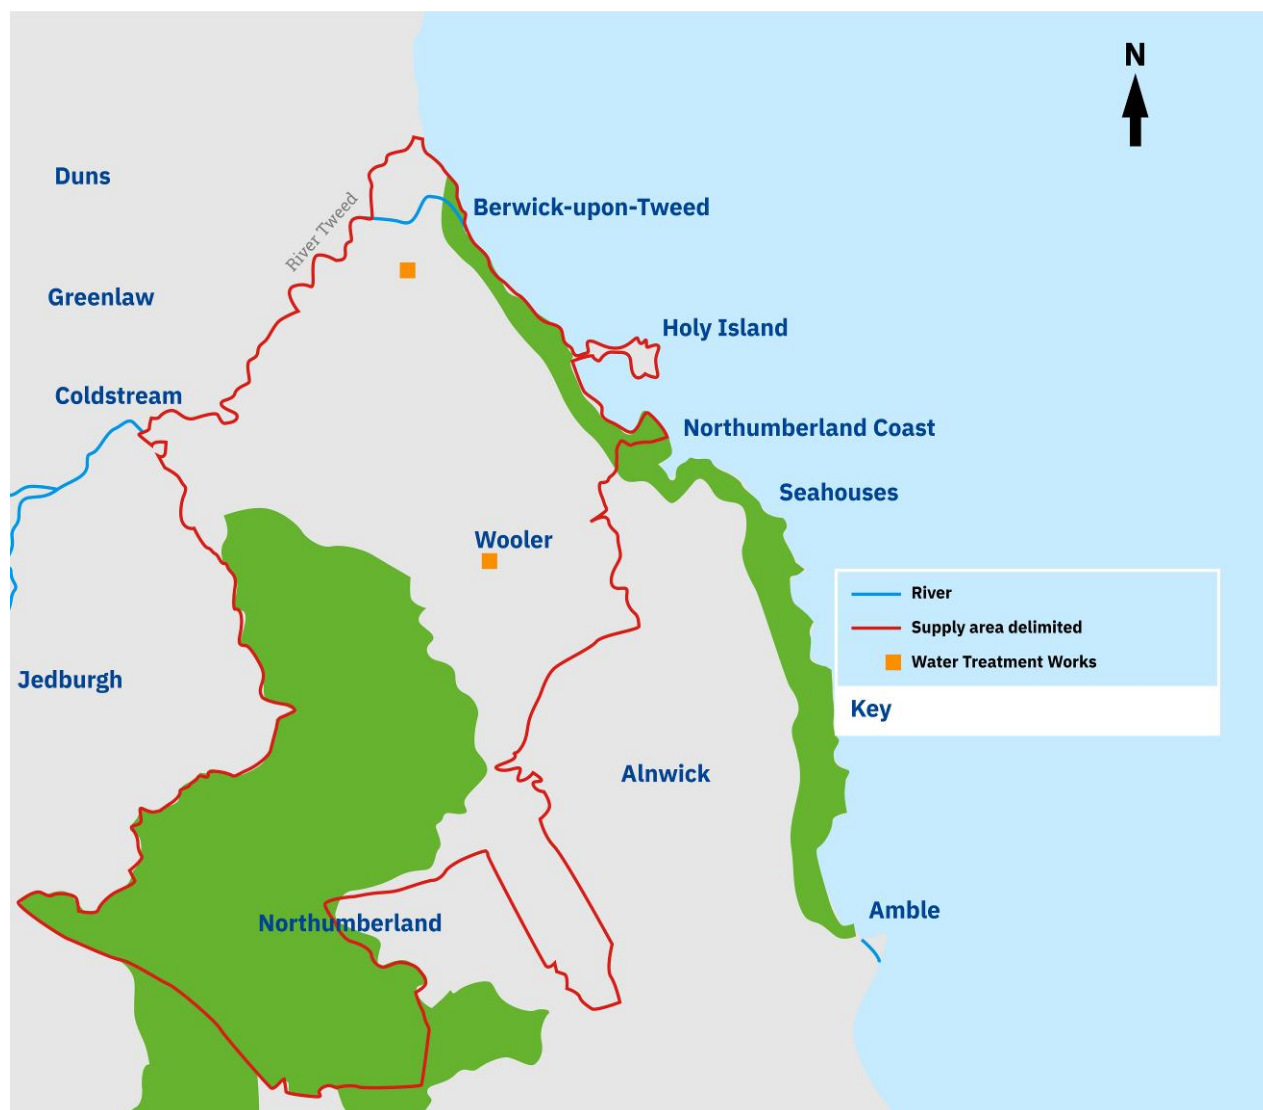 N
Duns
River Tweed
Berwick-upon-Tweed
Greenlaw
Holy Island
Coldstream
Northumberland Coast
Seahouses
Wooler
River
Supply area delimited
Water Treatment Works
Jedburgh
Key
Alnwick
Amble
Northumberland